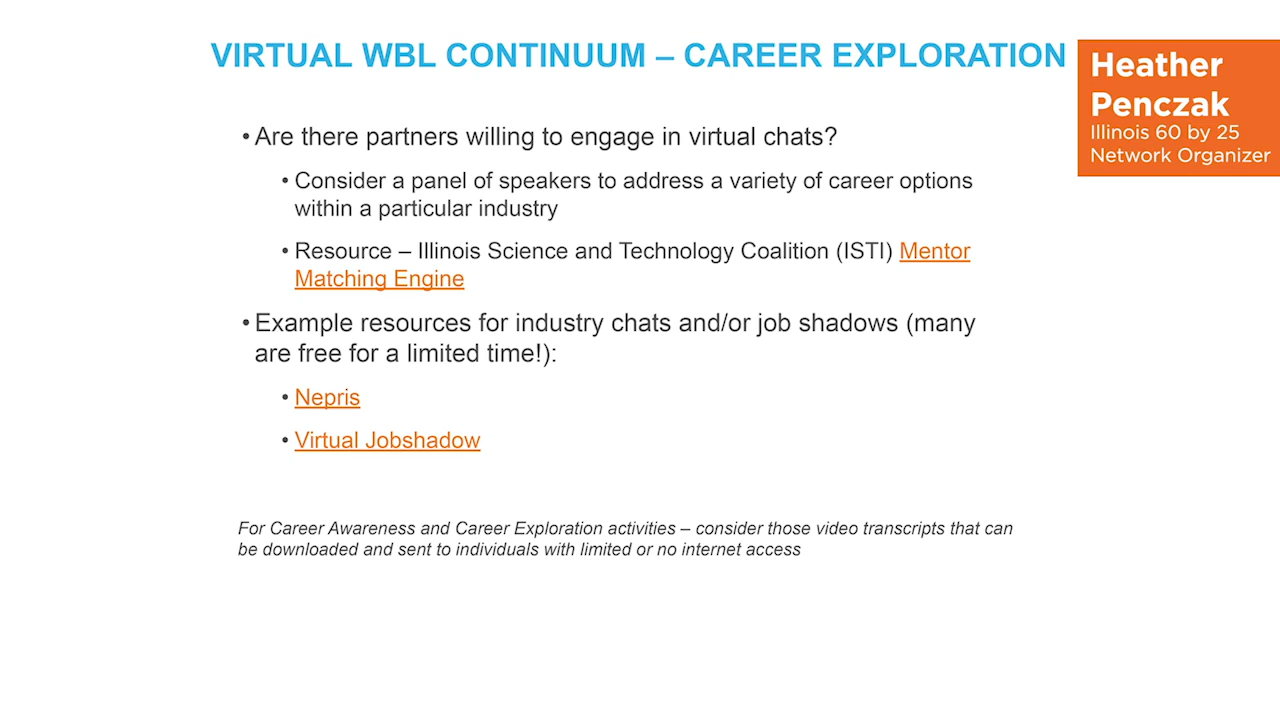 VIRTUAL WBL CONTINUUM – CAREER EXPLORATION
Heather
Penczak
Illinois 60 by 25
Network Organizer
• Are there partners willing to engage in virtual chats?
• Consider a panel of speakers to address a variety of career options
within a particular industry
• Resource – Illinois Science and Technology Coalition (ISTI) Mentor
Matching Engine
• Example resources for industry chats and/or job shadows (many
are free for a limited time!):
• Nepris
• Virtual Jobshadow
For Career Awareness and Career Exploration activities – consider those video transcripts that can
be downloaded and sent to individuals with limited or no internet access